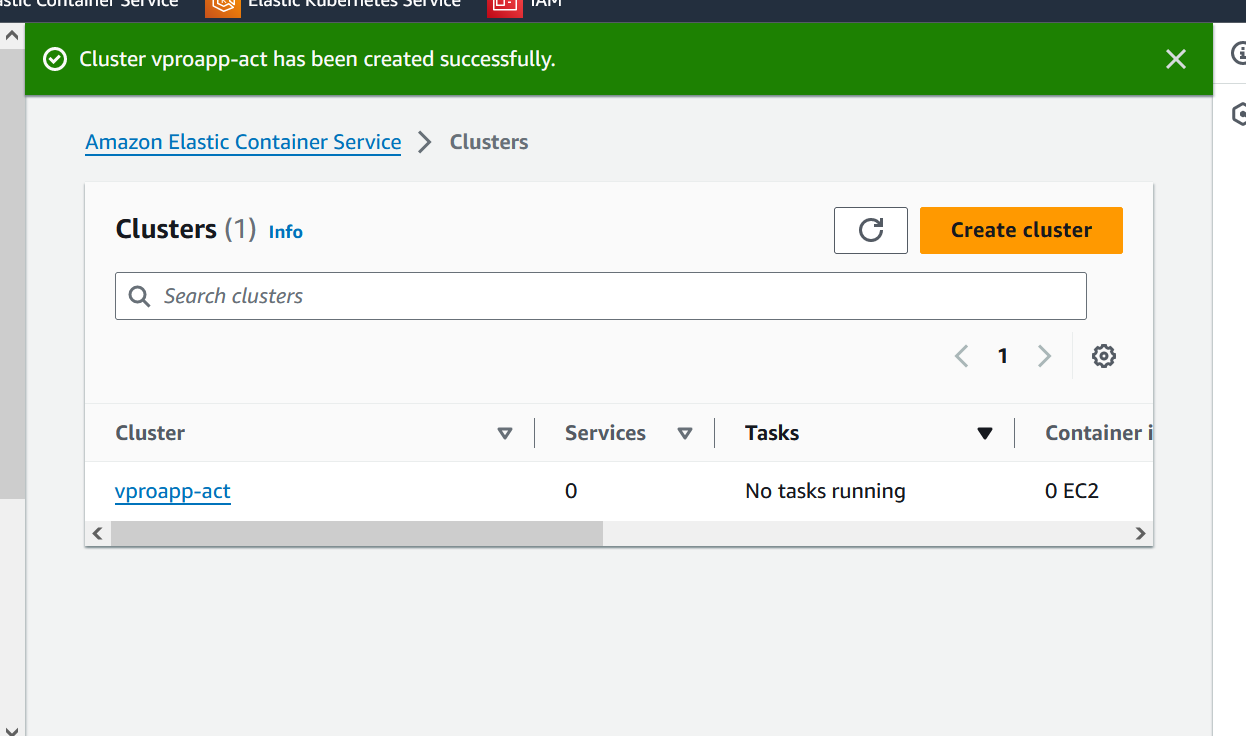 Container Service Elastic Kubernetes Service IAM
Cluster vproapp-act has been created successfully.
Amazon Elastic Container Service Clusters
Clusters (1) Info
Create cluster
Search clusters
1
Cluster Services Tasks Container i
vproapp-act 0 No tasks running 0 EC2